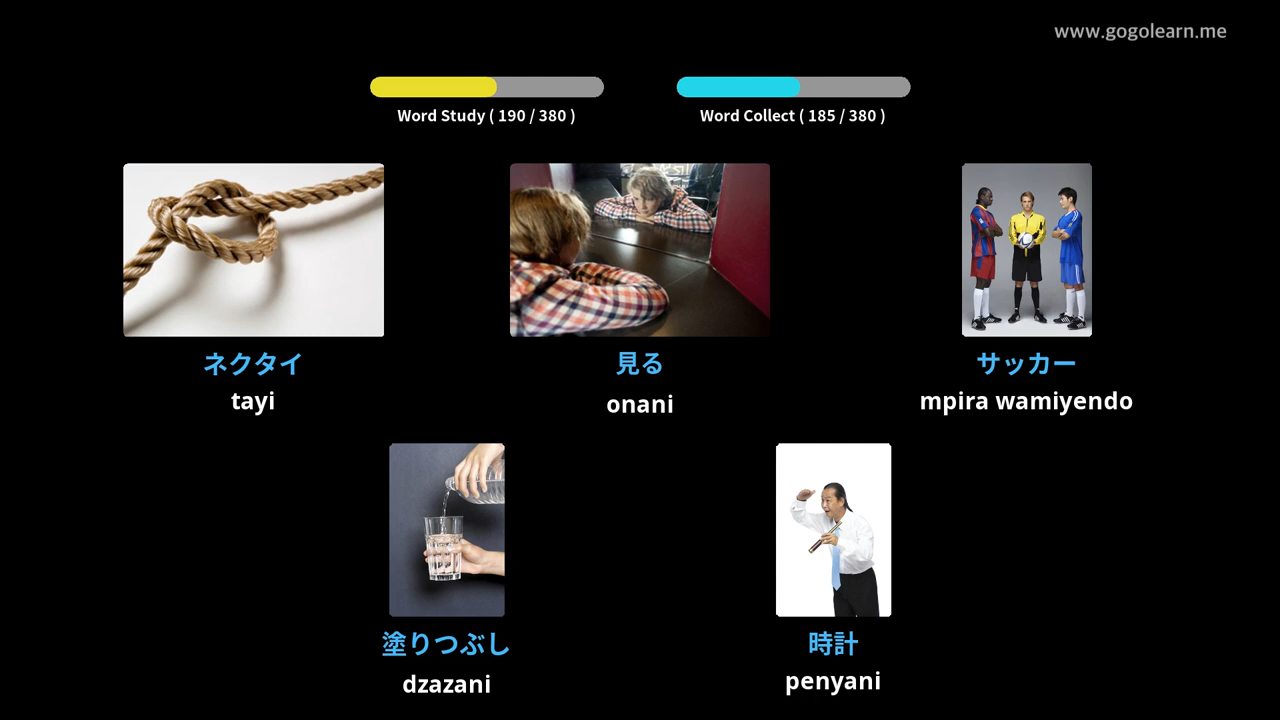 www.gogolearn.me
Word Study ( 190 / 380 )
Word Collect ( 185 / 380 )
ネクタイ
tayi
見る
onani
サッカー
mpira wamiyendo
塗りつぶし
dzazani
時計
penyani